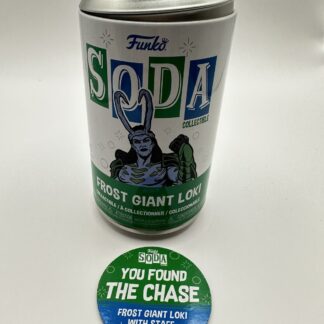 Funko
SODA
COLLECTIBLE
FROST GIANT LOKI
Funko
SODA
YOU FOUND
THE CHASE
FROST GIANT LOKI
WITH STAFF